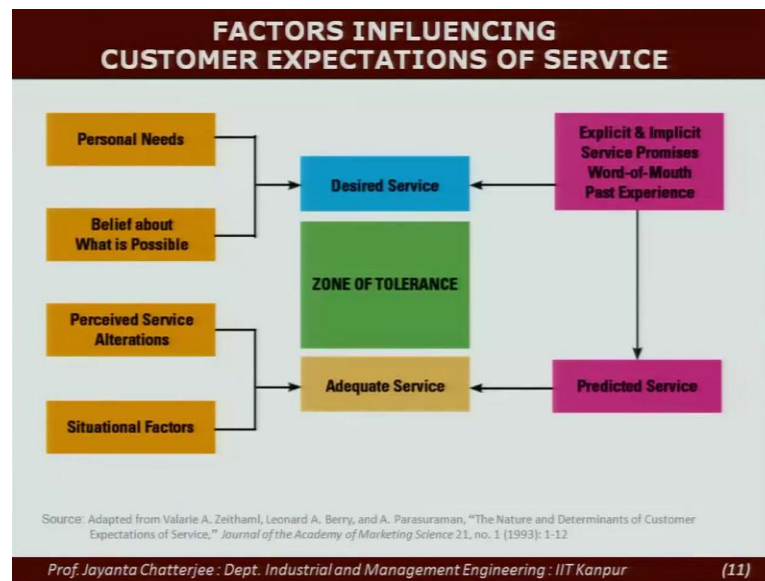 FACTORS INFLUENCING
CUSTOMER EXPECTATIONS OF SERVICE
Personal Needs
Belief about
What is Possible
Perceived Service
Alterations
Situational Factors
Desired Service
ZONE OF TOLERANCE
Adequate Service
Explicit & Implicit
Service Promises
Word-of-Mouth
Past Experience
Predicted Service
Source: Adapted from Valarie A. Zeithaml, Leonard A. Berry, and A. Parasuraman, “The Nature and Determinants of Customer
Expectations of Service,” Journal of the Academy of Marketing Science 21, no. 1 (1993): 1-12
Prof. Jayanta Chatterjee : Dept. Industrial and Management Engineering : IIT Kanpur (11)